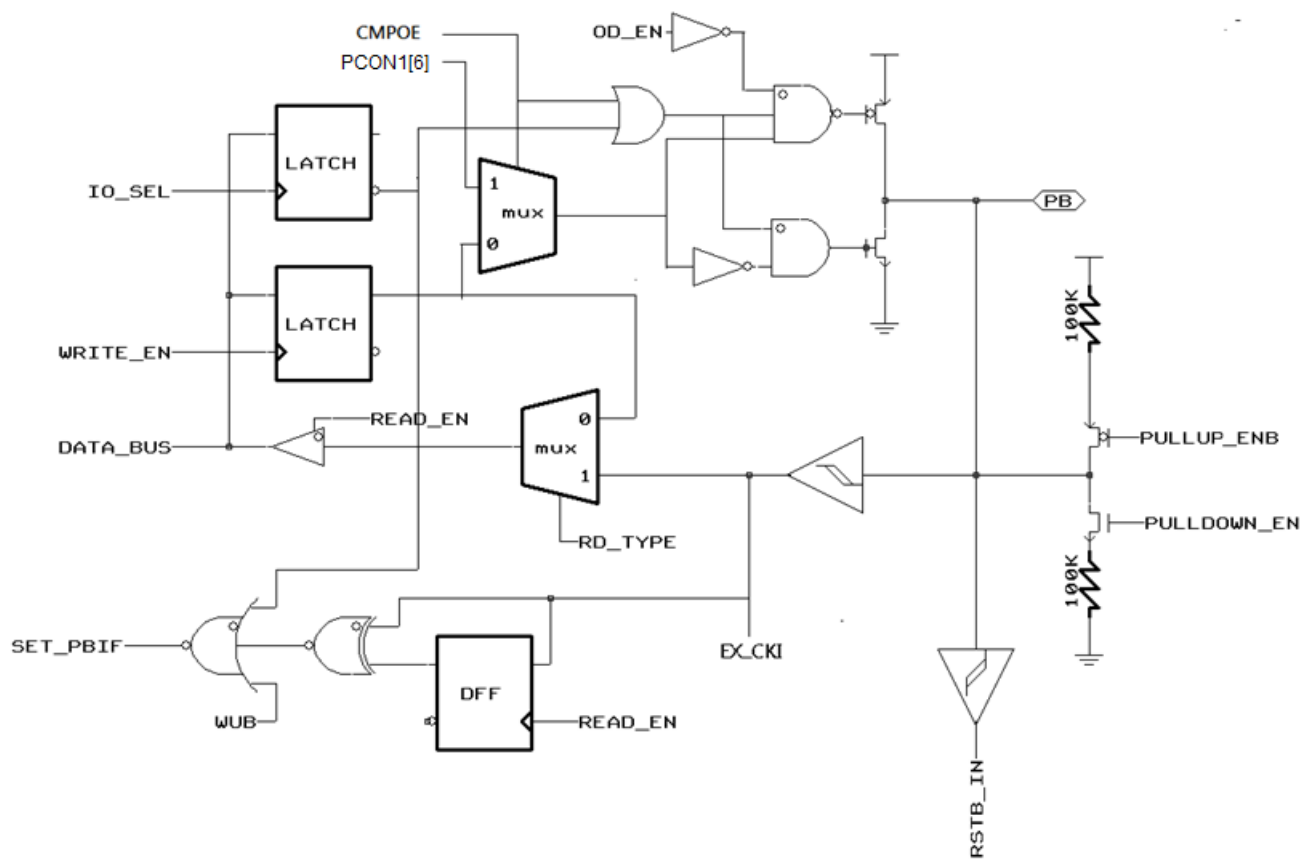 CMPOE
OD_EN
PCON1[6]
LATCH
IO_SEL
1
mux
0
PB
LATCH
100K
WRITE_EN
READ_EN
0
DATA_BUS
mux
PULLUP_ENB
1
PULLDOWN_EN
RD_TYPE
100K
SET_PBIF
EX_CKI
DFF
WUB
READ_EN
RSTB_IN